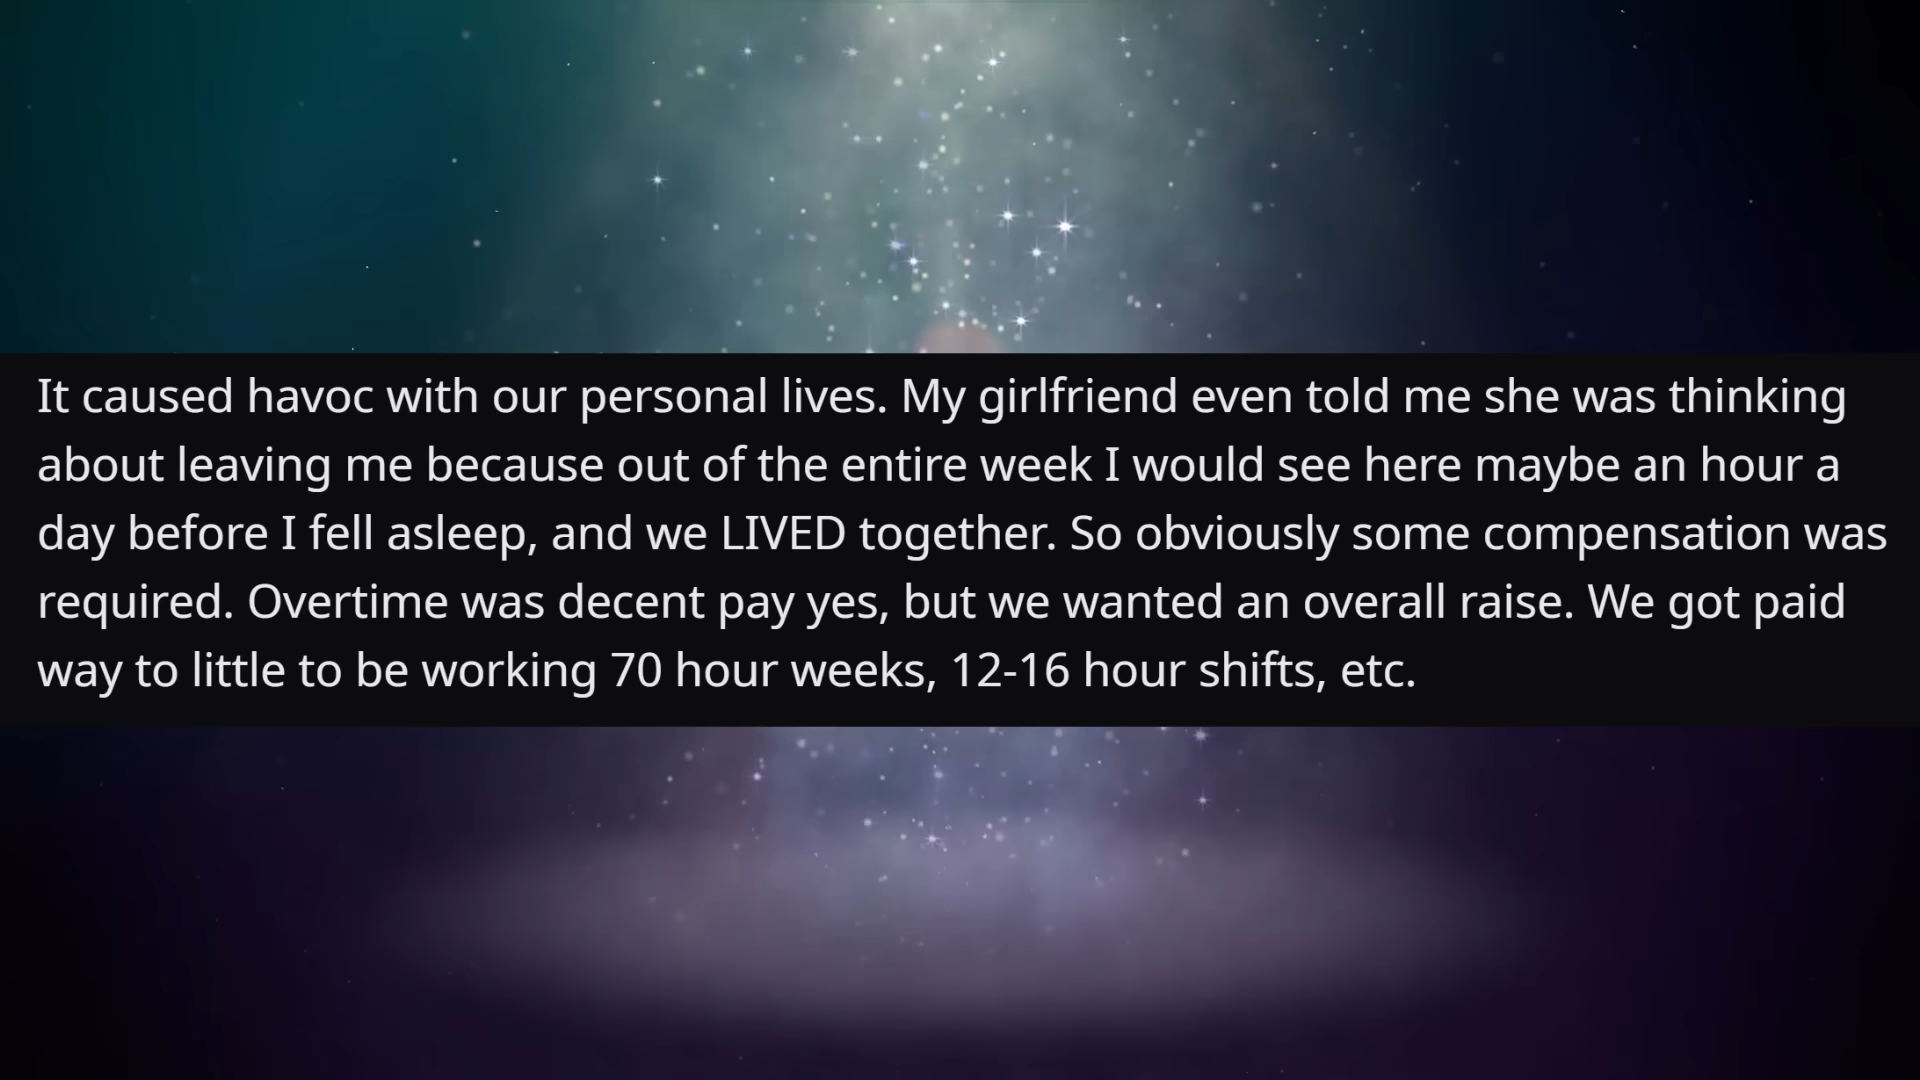 It caused havoc with our personal lives. My girlfriend even told me she was thinking
about leaving me because out of the entire week I would see here maybe an hour a
day before I fell asleep, and we LIVED together. So obviously some compensation was
required. Overtime was decent pay yes, but we wanted an overall raise. We got paid
way to little to be working 70 hour weeks, 12-16 hour shifts, etc.